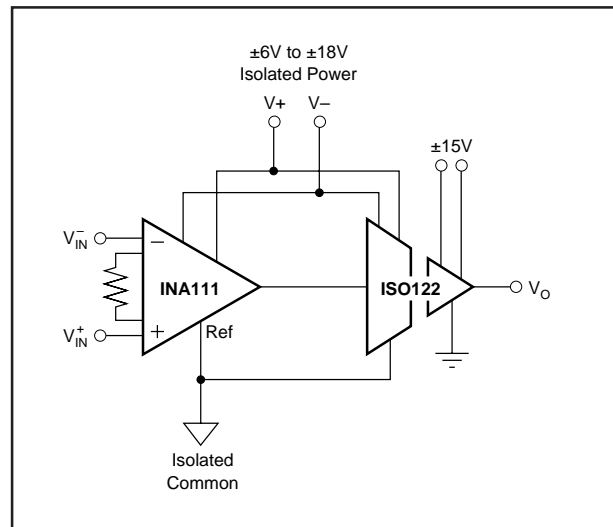 ±6V to ±18V
Isolated Power
V+ V–
±15V
V–IN
INA111
ISO122
VO
V+IN
Ref
Isolated
Common
–
+